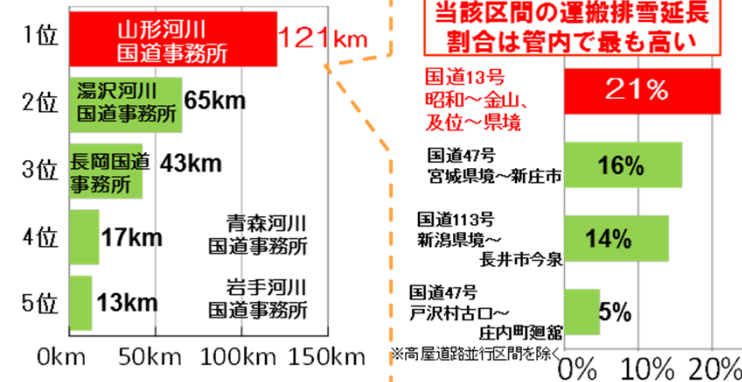 1位
山形河川
国道事務所
121km
2位
湯沢河川
国道事務所
65km
3位
長岡国道
事務所
43km
4位
17km
青森河川
国道事務所
5位
13km
岩手河川
国道事務所
0km 50km 100km 150km
当該区間の運搬排雪延長
割合は管内で最も高い
国道13号
昭和～金山、
及位～県境
21%
国道47号
宮城県境～新庄市
16%
国道113号
新潟県境～
長井市今泉
14%
国道47号
戸沢村古口～
庄内町廻舘
5%
※高屋道路並行区間を除く
0% 10% 20%